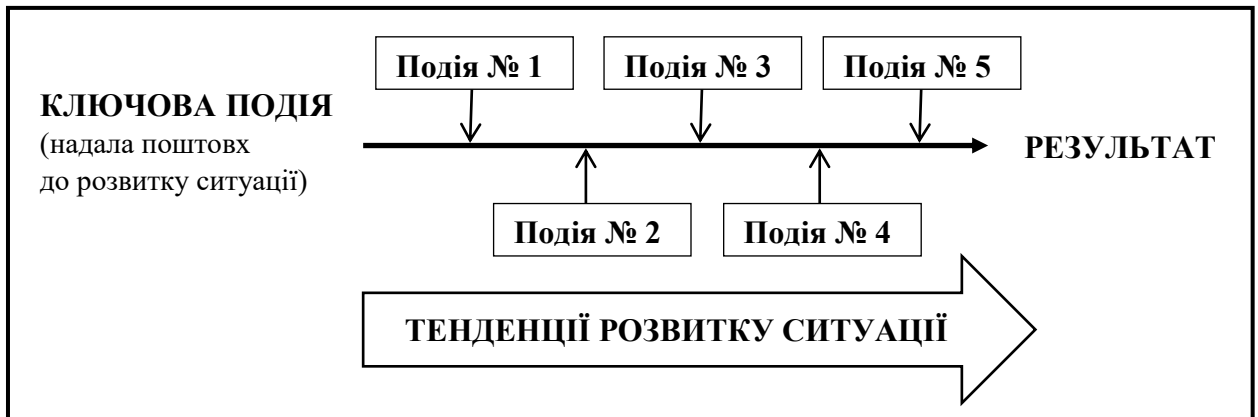 Подія № 1
Подія № 3
Подія № 5
КЛЮЧОВА ПОДІЯ
(надала поштовх
до розвитку ситуації)
РЕЗУЛЬТАТ
Подія № 2
Подія № 4
ТЕНДЕНЦІЇ РОЗВИТКУ СИТУАЦІЇ